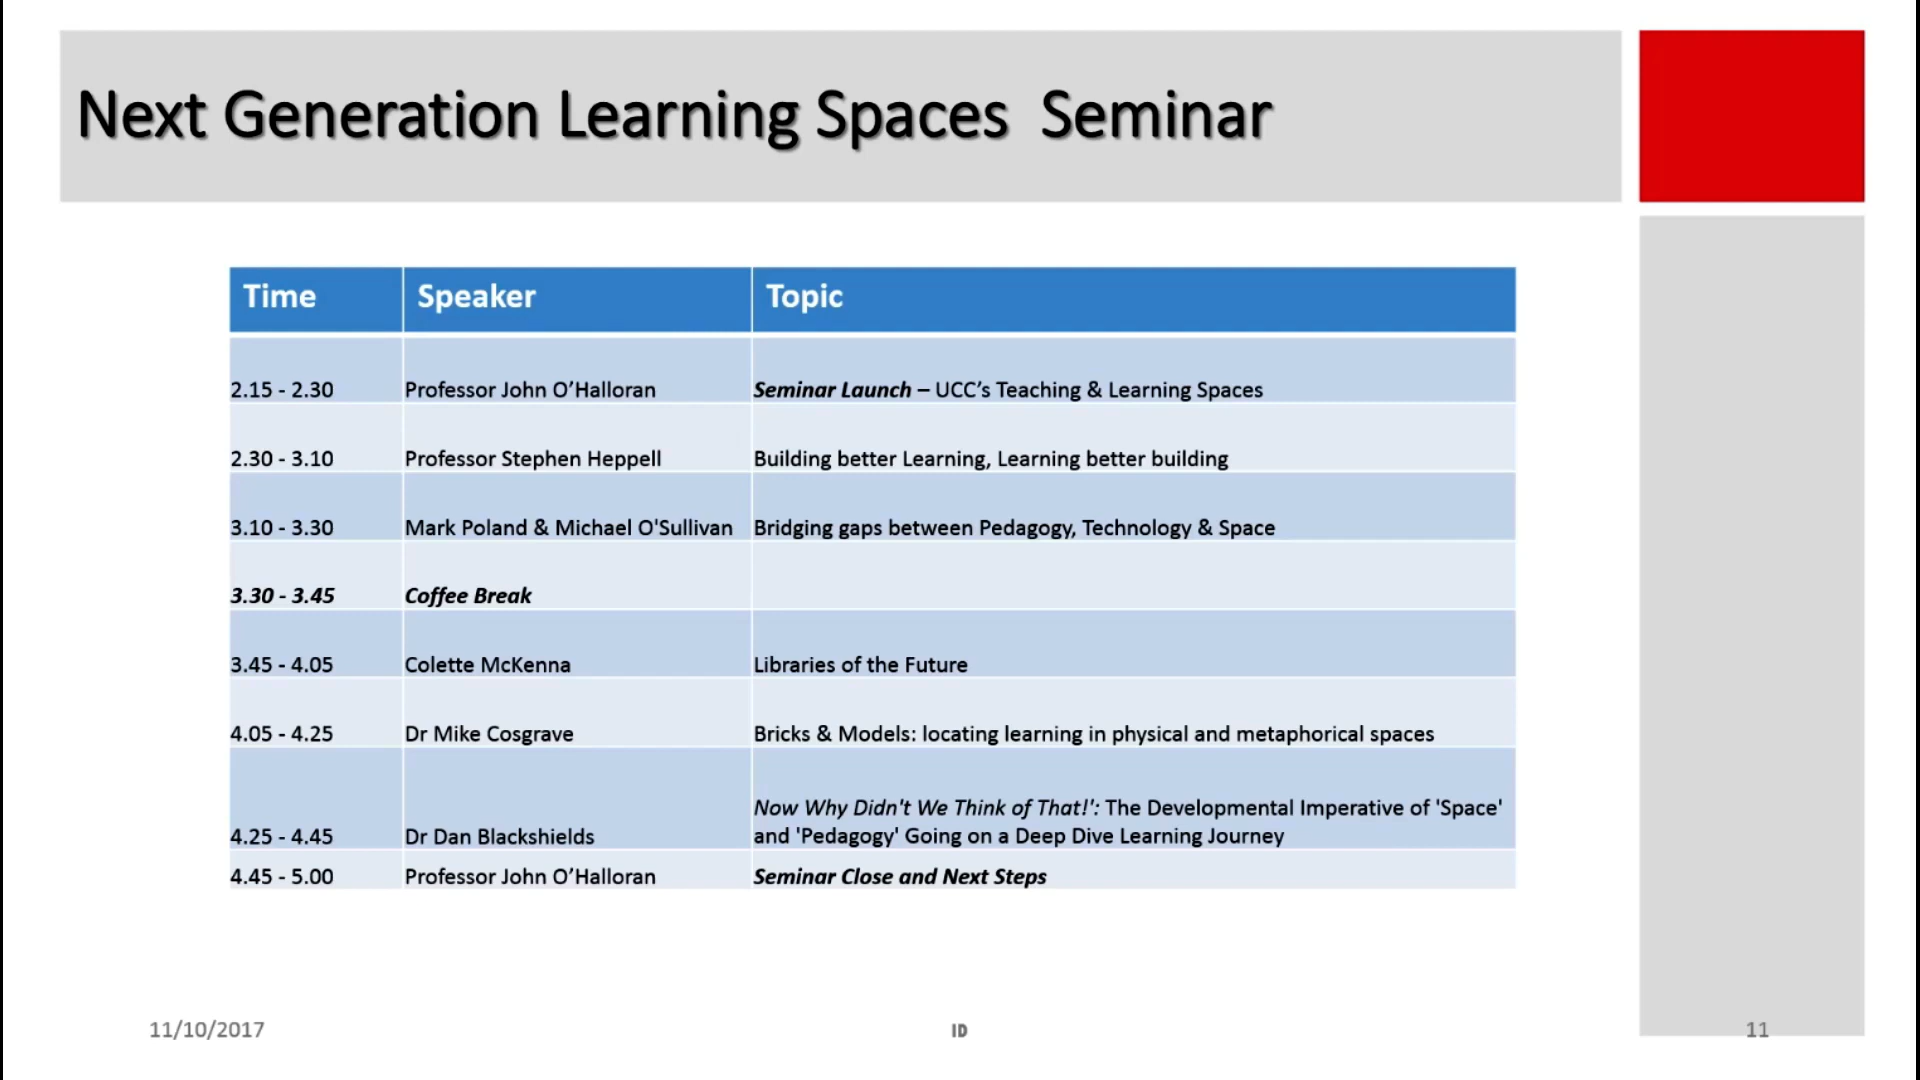 Next Generation Learning Spaces  Seminar
Time Speaker Topic
2.15 - 2.30 Professor John O’Halloran Seminar Launch – UCC’s Teaching & Learning Spaces
2.30 - 3.10 Professor Stephen Heppell Building better Learning, Learning better building
3.10 - 3.30 Mark Poland & Michael O'Sullivan Bridging gaps between Pedagogy, Technology & Space
3.30 - 3.45 Coffee Break
3.45 - 4.05 Colette McKenna Libraries of the Future
4.05 - 4.25 Dr Mike Cosgrave Bricks & Models: locating learning in physical and metaphorical spaces
4.25 - 4.45 Dr Dan Blackshields Now Why Didn't We Think of That!': The Developmental Imperative of 'Space'
and 'Pedagogy' Going on a Deep Dive Learning Journey
4.45 - 5.00 Professor John O’Halloran Seminar Close and Next Steps
11/10/2017 ID 11